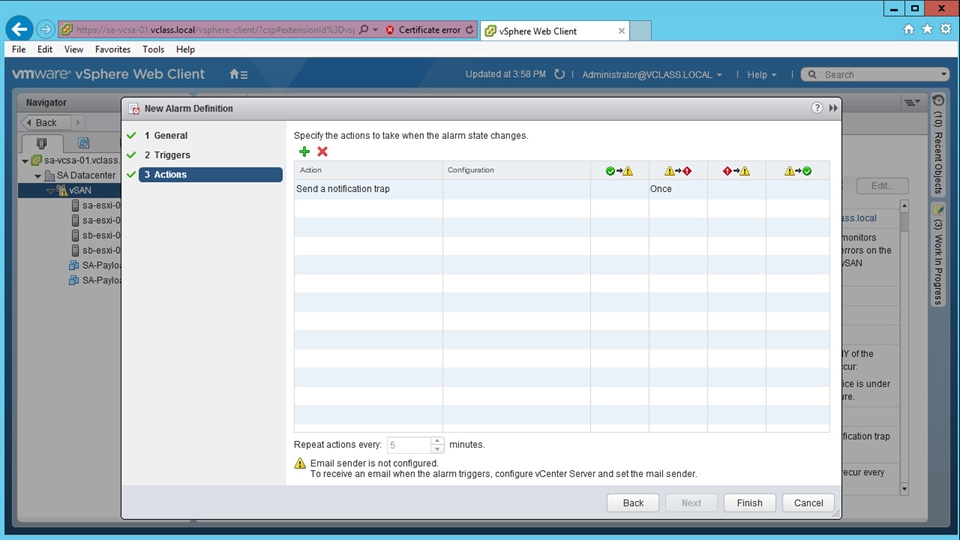 https://sa-vcsa-01.vclass.local/vsphere-client/?csp#extensionId%3Dvsp
Certificate error
vSphere Web Client
File Edit View Favorites Tools Help
vmware® vSphere Web Client
Updated at 3:58 PM
Administrator@VCLASS.LOCAL
Help
Search
Navigator
Back
sa-vcsa-01.vclass.
SA Datacenter
vSAN
sa-esxi-0
sa-esxi-0
sb-esxi-0
sb-esxi-0
SA-Paylo
SA-Paylo
New Alarm Definition
1 General
2 Triggers
3 Actions
Specify the actions to take when the alarm state changes.
Action Configuration
Send a notification trap Once
Repeat actions every: 5 minutes.
Email sender is not configured.
To receive an email when the alarm triggers, configure vCenter Server and set the mail sender.
Back Next Finish Cancel
Edit...
class.local
monitors
errors on the
vSAN
NY of the
ccur:
ice is under
ure.
ification trap
recur every
(10) Recent Objects
(3) Work In Progress